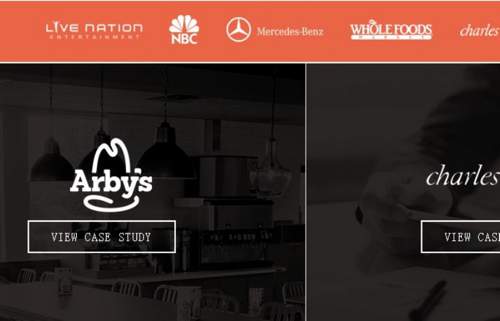 LIVE NATION
ENTERTAINMENT
NBC
Mercedes-Benz
WHOLE FOODS
MARKET
charles
Arby's
charles
VIEW CASE STUDY
VIEW CAS